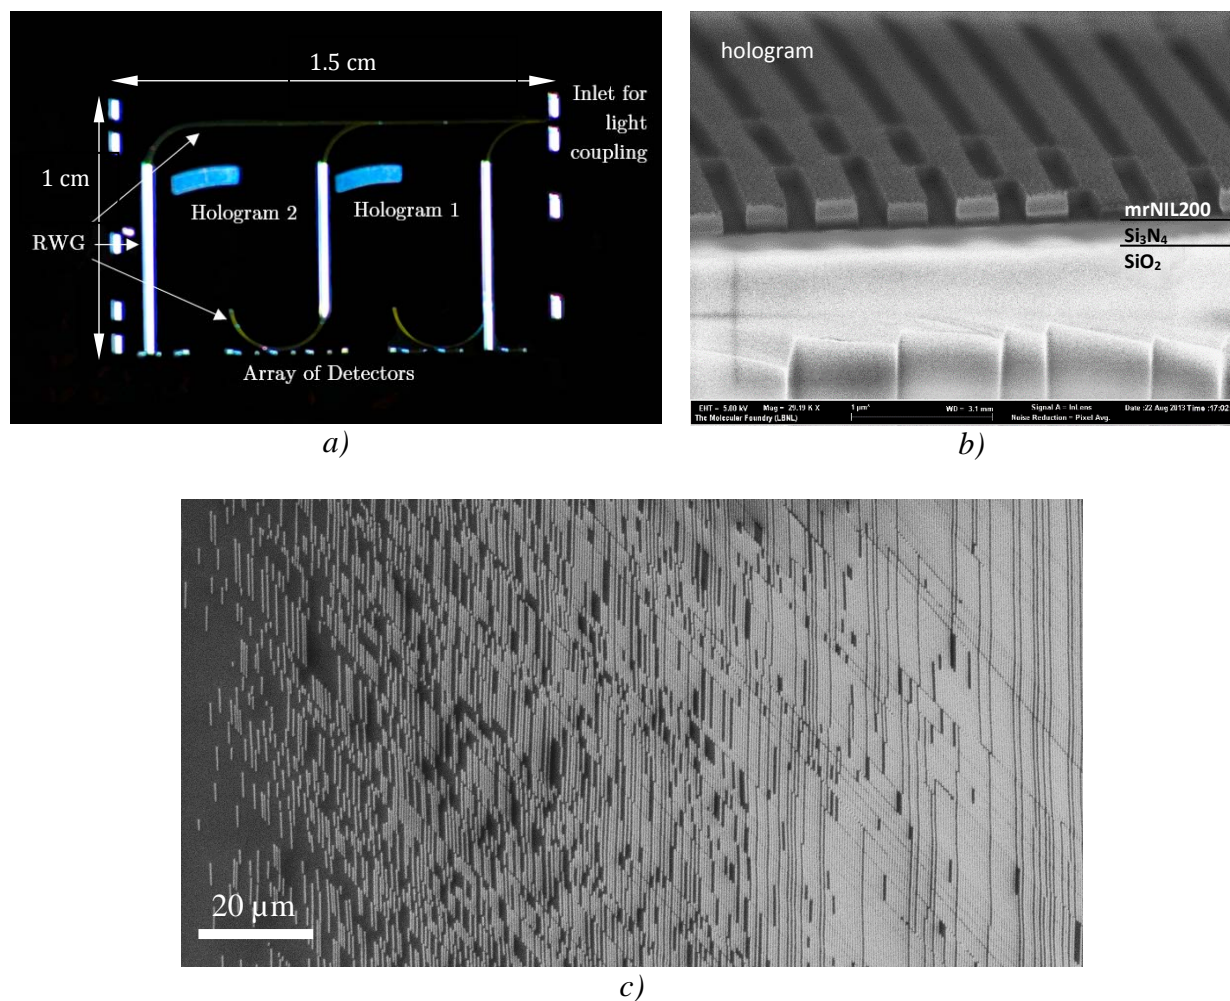 1.5 cm
Inlet for
light
coupling
1 cm
Hologram 2
Hologram 1
RWG
Array of Detectors
a)
hologram
mrNIL200
Si₃N₄
SiO₂
EHT = 5.00 kV Mag = 29.19 K X 1 µm* WD = 3.1 mm Signal A = InLens Date :22 Aug 2013 Time :17:02
The Molecular Foundry (LBNL) Noise Reduction = Pixel Avg.
b)
20 µm
c)